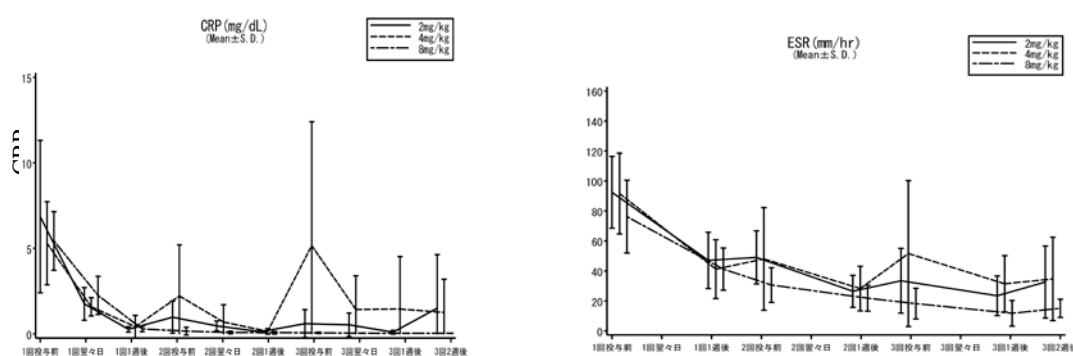 CRP(mg/dL)
(Mean±S.D.)
2mg/kg
4mg/kg
8mg/kg
15
10
5
0
CRP
1回投与前 1回翌々日 1回1週後 2回投与前 2回翌々日 2回1週後 3回投与前 3回翌々日 3回1週後 3回2週後
ESR(mm/hr)
(Mean±S.D.)
2mg/kg
4mg/kg
8mg/kg
160
140
120
100
80
60
40
20
0
1回投与前 1回翌々日 1回1週後 2回投与前 2回翌々日 2回1週後 3回投与前 3回翌々日 3回1週後 3回2週後